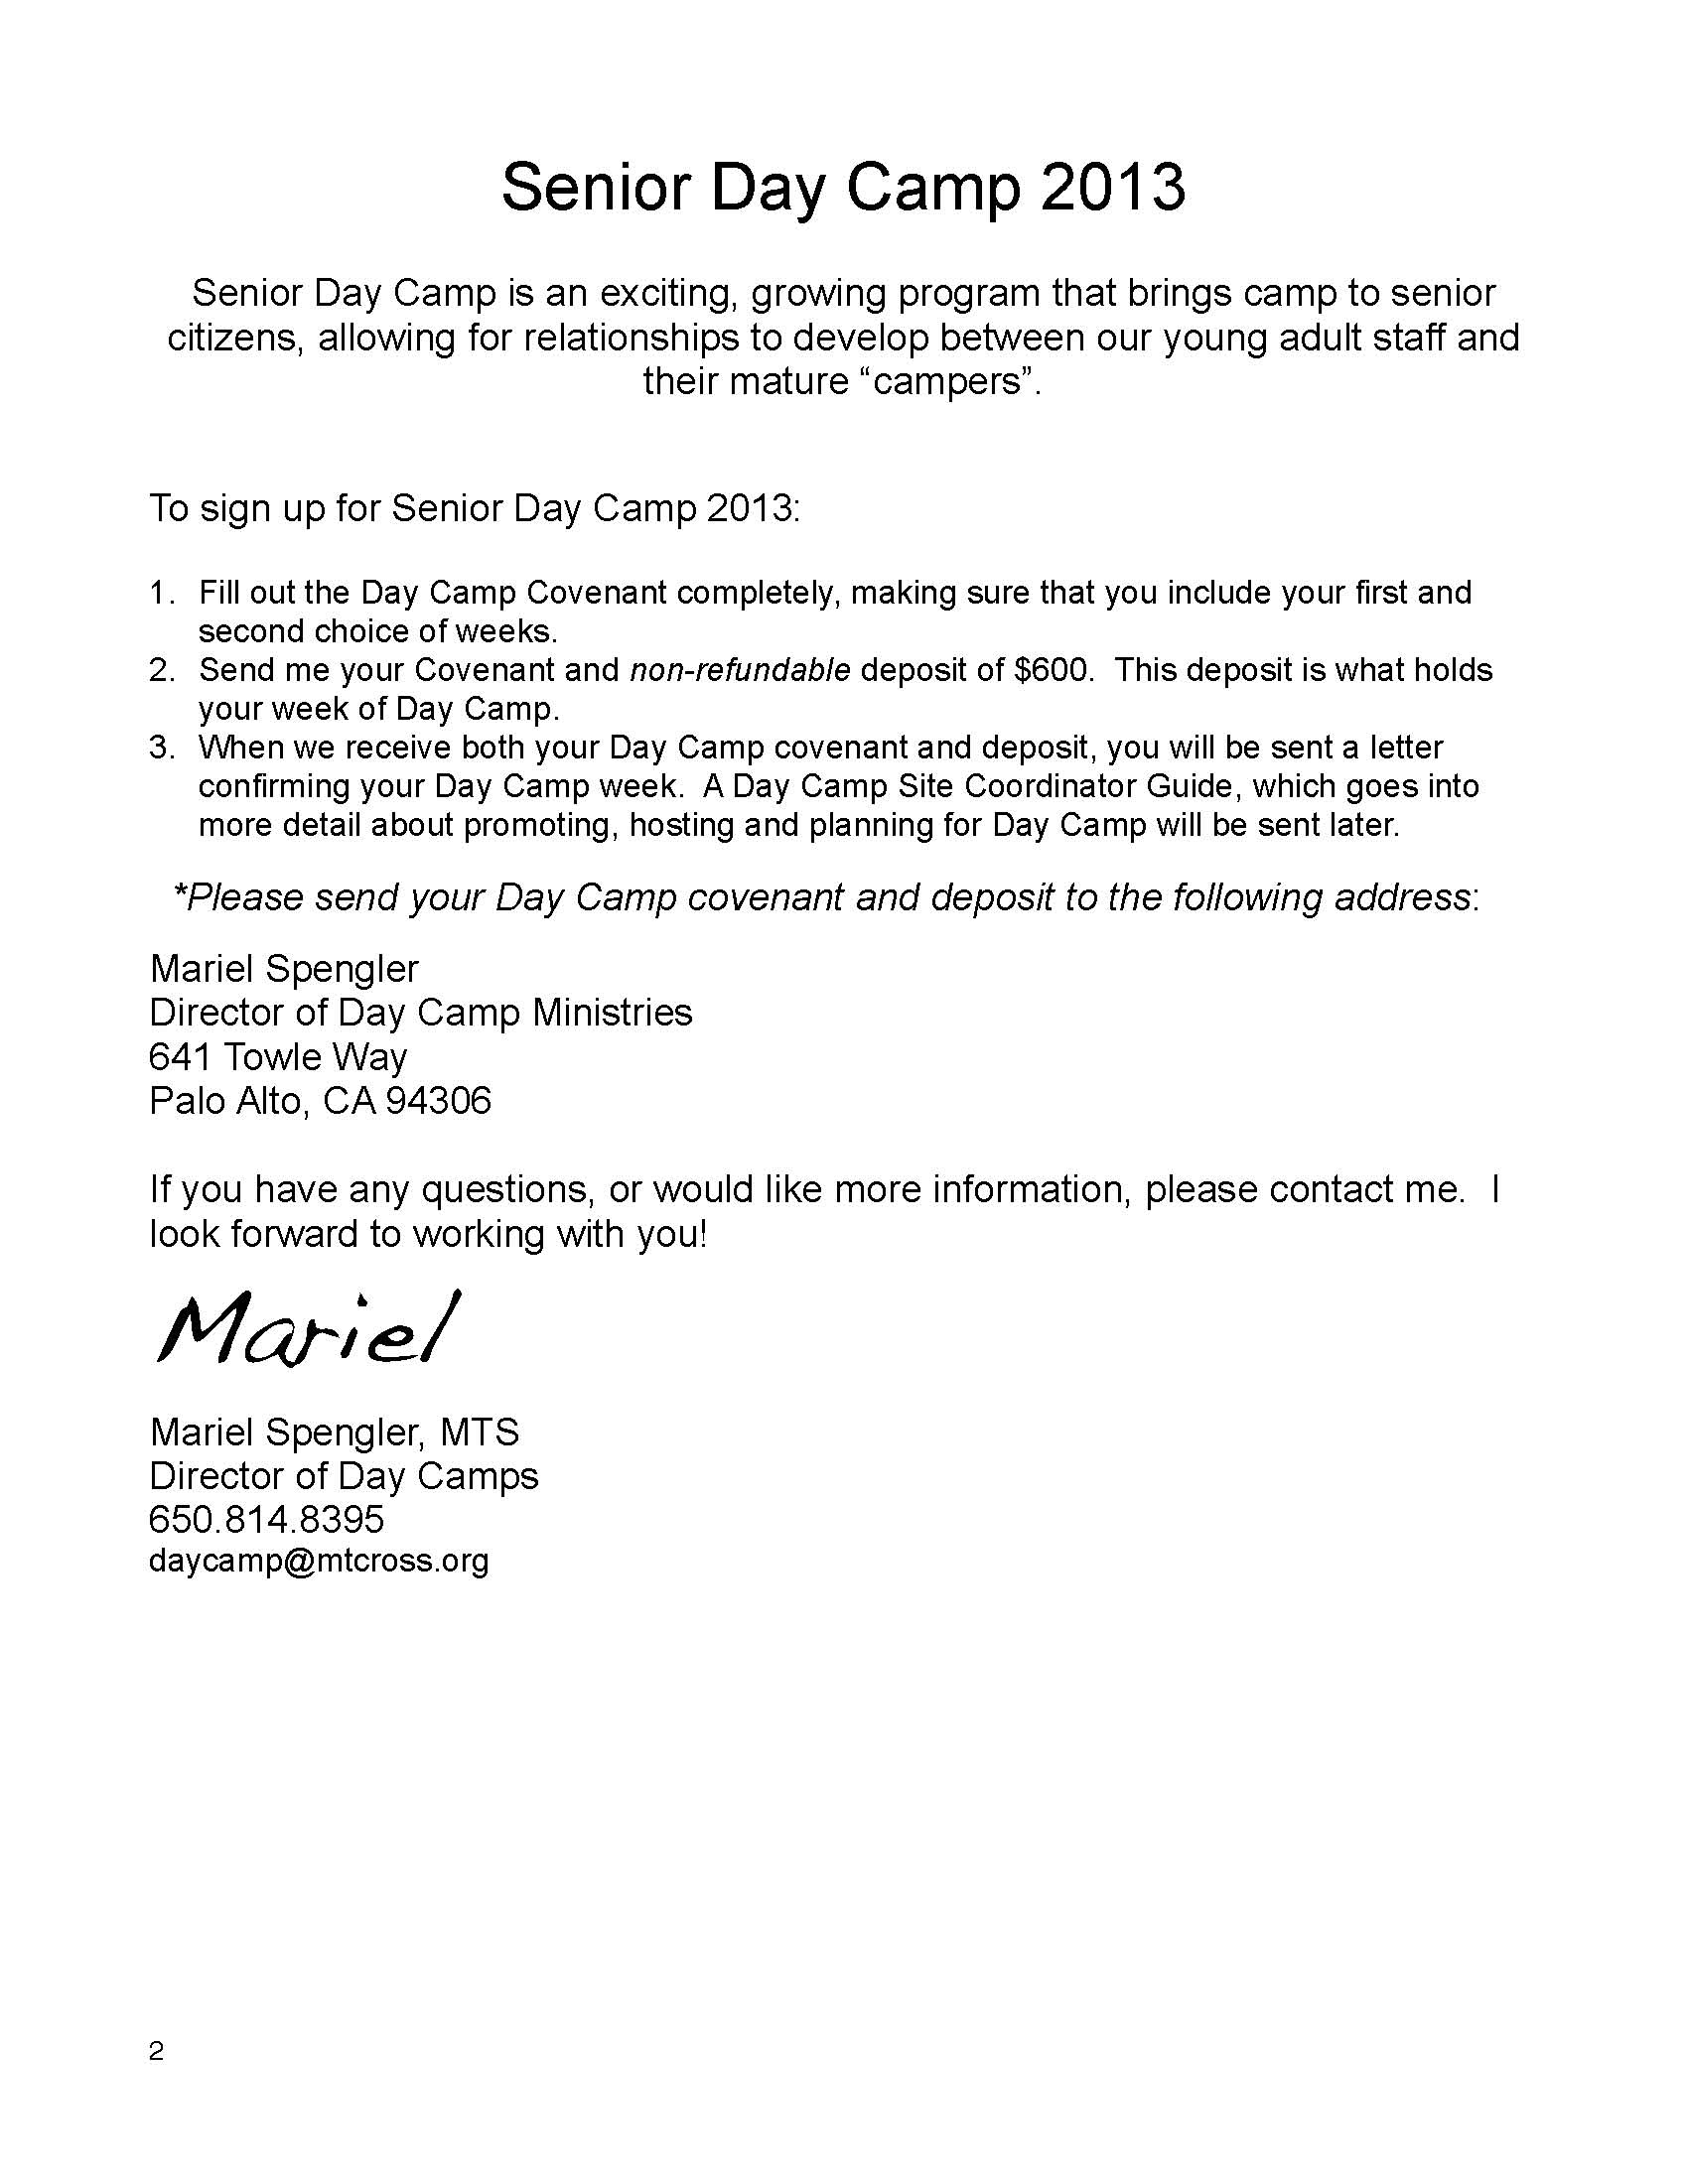 Senior Day Camp 2013
Senior Day Camp is an exciting, growing program that brings camp to senior
citizens, allowing for relationships to develop between our young adult staff and
their mature “campers”.
To sign up for Senior Day Camp 2013:
1. Fill out the Day Camp Covenant completely, making sure that you include your first and
second choice of weeks.
2. Send me your Covenant and non-refundable deposit of $600.  This deposit is what holds
your week of Day Camp.
3. When we receive both your Day Camp covenant and deposit, you will be sent a letter
confirming your Day Camp week.  A Day Camp Site Coordinator Guide, which goes into
more detail about promoting, hosting and planning for Day Camp will be sent later.
*Please send your Day Camp covenant and deposit to the following address:
Mariel Spengler
Director of Day Camp Ministries
641 Towle Way
Palo Alto, CA 94306
If you have any questions, or would like more information, please contact me.  I
look forward to working with you!
Mariel
Mariel Spengler, MTS
Director of Day Camps
650.814.8395
daycamp@mtcross.org
2